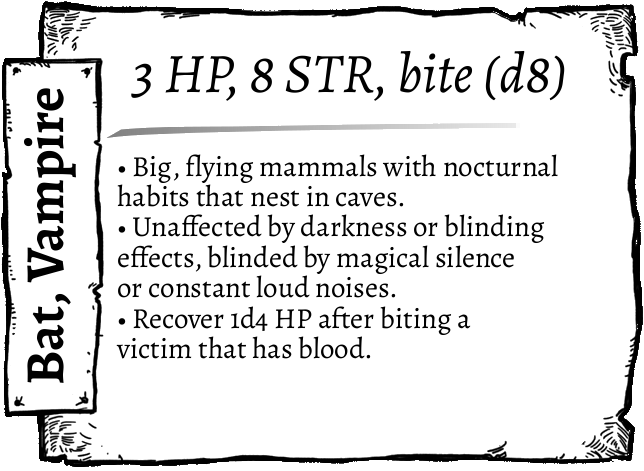 Bat, Vampire
3 HP, 8 STR, bite (d8)
• Big, flying mammals with nocturnal
habits that nest in caves.
• Unaffected by darkness or blinding
effects, blinded by magical silence
or constant loud noises.
• Recover 1d4 HP after biting a
victim that has blood.